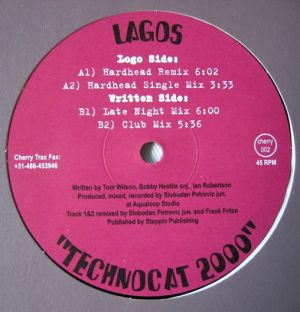 LAGOS
Logo Side:
A1) Hardhead Remix 6:02
A2) Hardhead Single Mix 3:33
Written Side:
B1) Late Night Mix 6:00
B2) Club Mix 5:36
Cherry Trax Fax:
+31-486-453946
cherry
002
45 RPM
Written by Tom Wilson, Bobby Heatlie snj., Ian Robertson
Produced, mixed, recorded by Slobodan Petrovic jun.
at Aqualoop Studio
Track 1&2 remixed by Slobodan Petrovic jun. and Frank Fritze
Published by Steppin Publishing
"TECHNOCAT 2000"